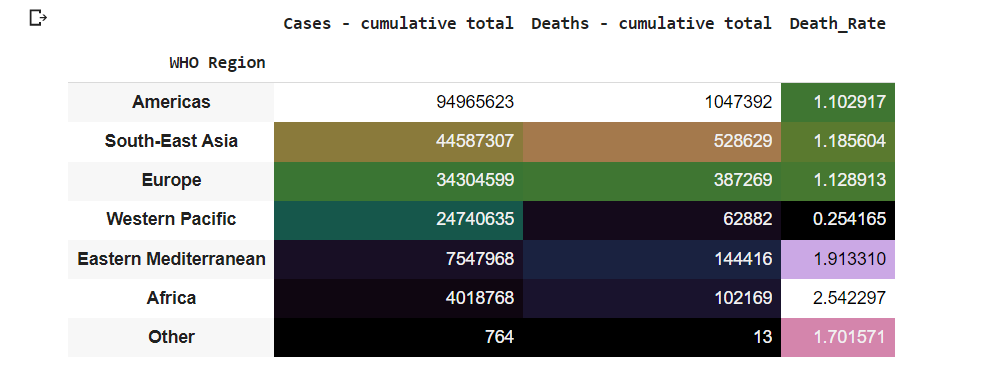 Cases - cumulative total Deaths - cumulative total Death_Rate
WHO Region
Americas 94965623 1047392 1.102917
South-East Asia 44587307 528629 1.185604
Europe 34304599 387269 1.128913
Western Pacific 24740635 62882 0.254165
Eastern Mediterranean 7547968 144416 1.913310
Africa 4018768 102169 2.542297
Other 764 13 1.701571